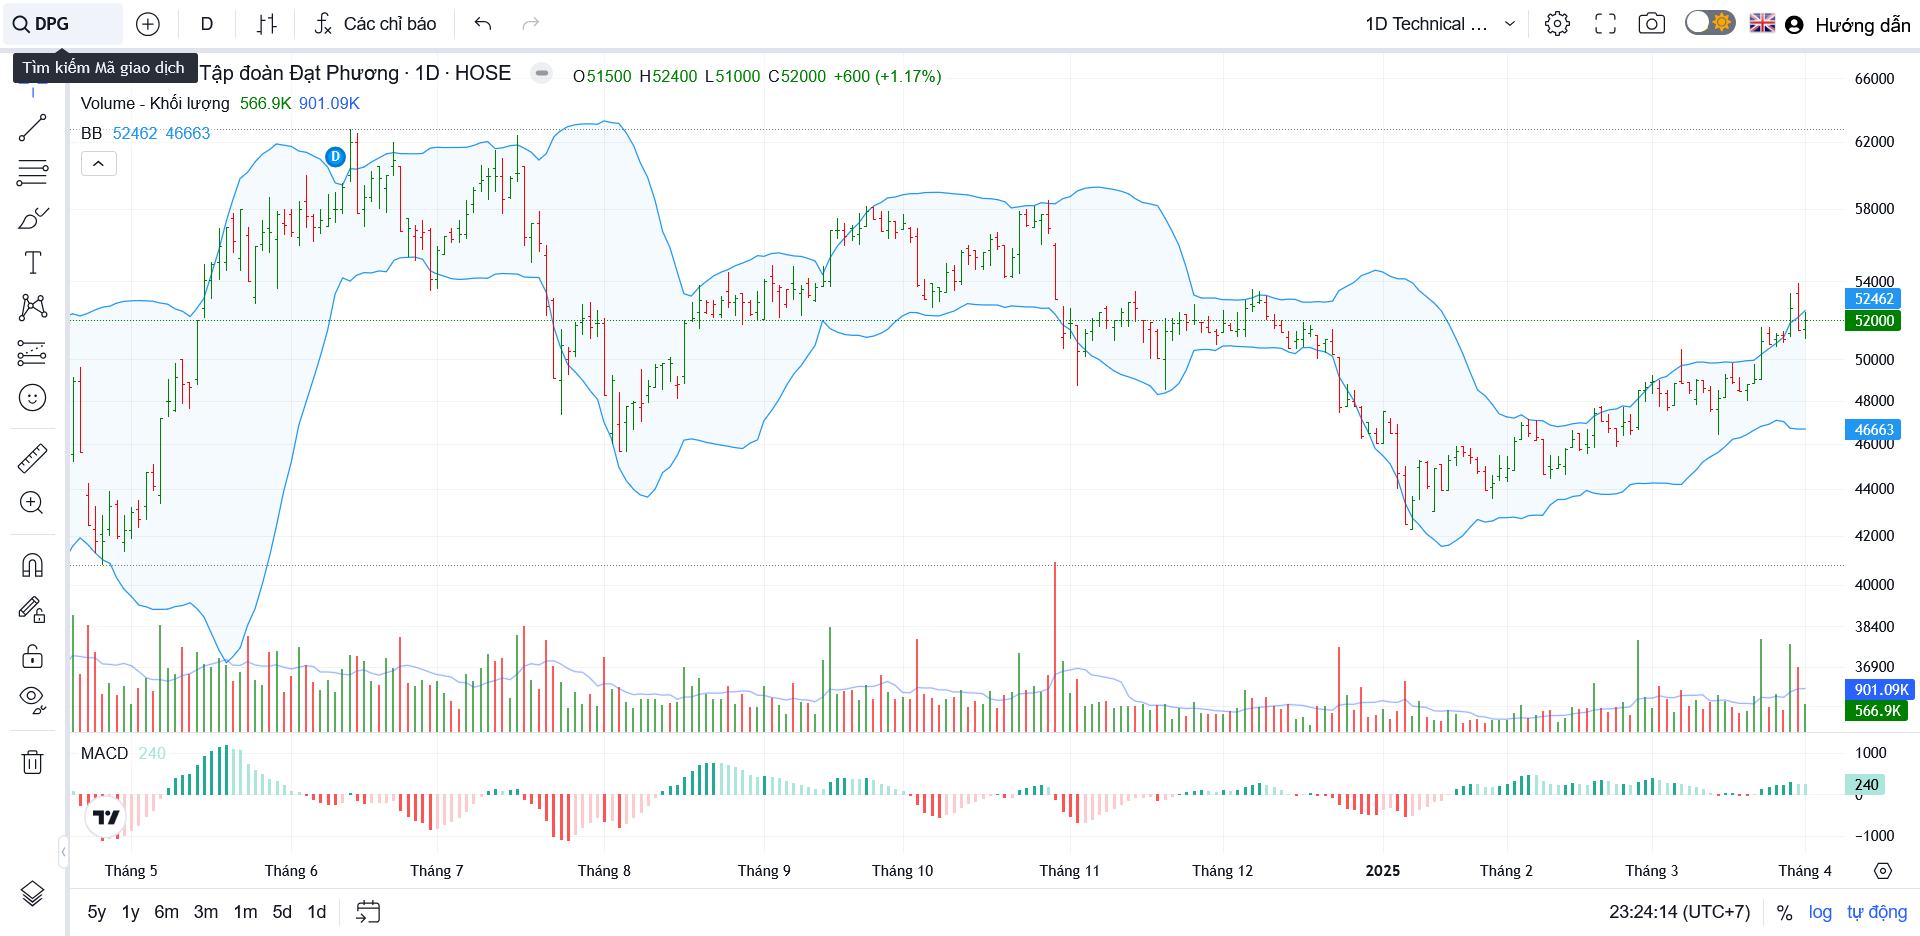 DPG D Các chỉ báo 1D Technical ... Hướng dẫn
Tìm kiếm Mã giao dịch
Tập đoàn Đạt Phương · 1D · HOSE O51500 H52400 L51000 C52000 +600 (+1.17%)
Volume - Khối lượng 566.9K 901.09K
BB 52462 46663
D
66000
62000
58000
54000
52462
52000
50000
48000
46663
46000
44000
42000
40000
38400
36900
901.09K
566.9K
MACD 240
1000
240
0
−1000
Tháng 5 Tháng 6 Tháng 7 Tháng 8 Tháng 9 Tháng 10 Tháng 11 Tháng 12 2025 Tháng 2 Tháng 3 Tháng 4
5y 1y 6m 3m 1m 5d 1d 23:24:14 (UTC+7) % log tự động